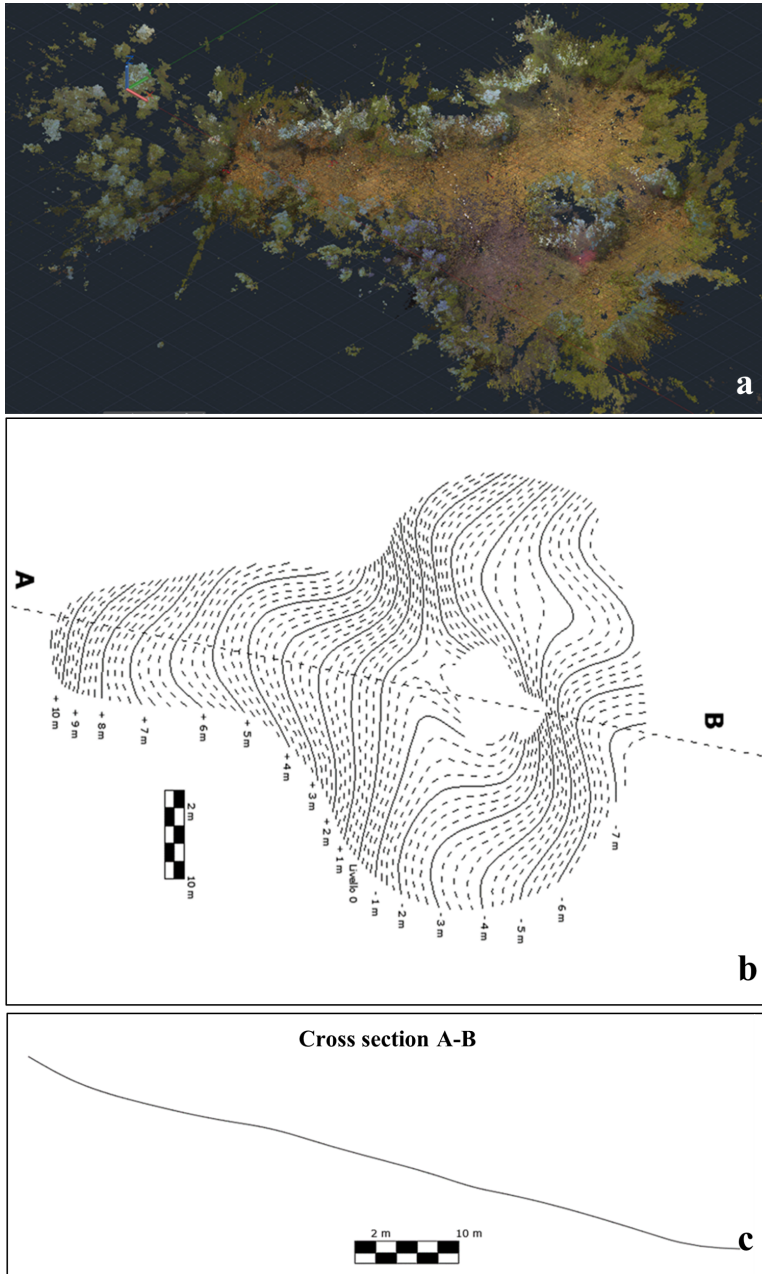 a
A
B
+ 10 m
+ 9 m
+ 8 m
+ 7 m
+ 6 m
+ 5 m
+ 4 m
+ 3 m
+ 2 m
+ 1 m
Livello 0
- 1 m
- 2 m
- 3 m
- 4 m
- 5 m
- 6 m
- 7 m
2 m
10 m
b
Cross section A-B
2 m
10 m
c